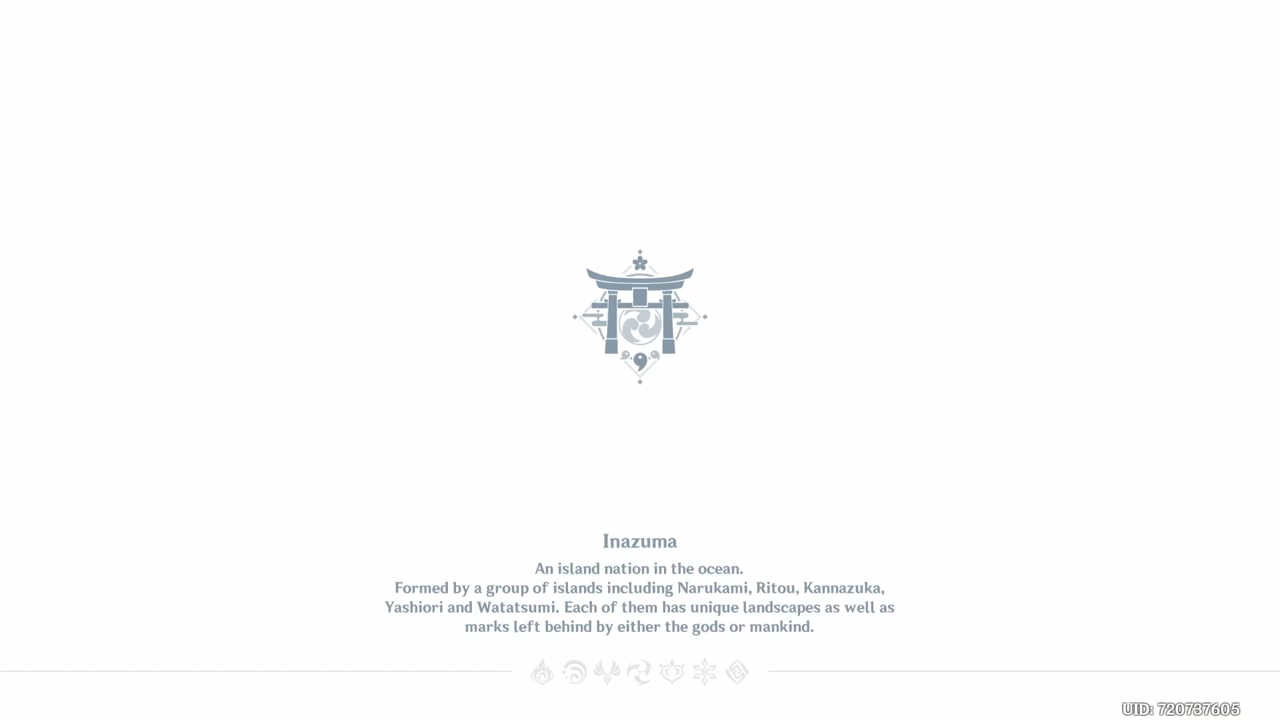 Inazuma
An island nation in the ocean.
Formed by a group of islands including Narukami, Ritou, Kannazuka,
Yashiori and Watatsumi. Each of them has unique landscapes as well as
marks left behind by either the gods or mankind.
UID: 720737605